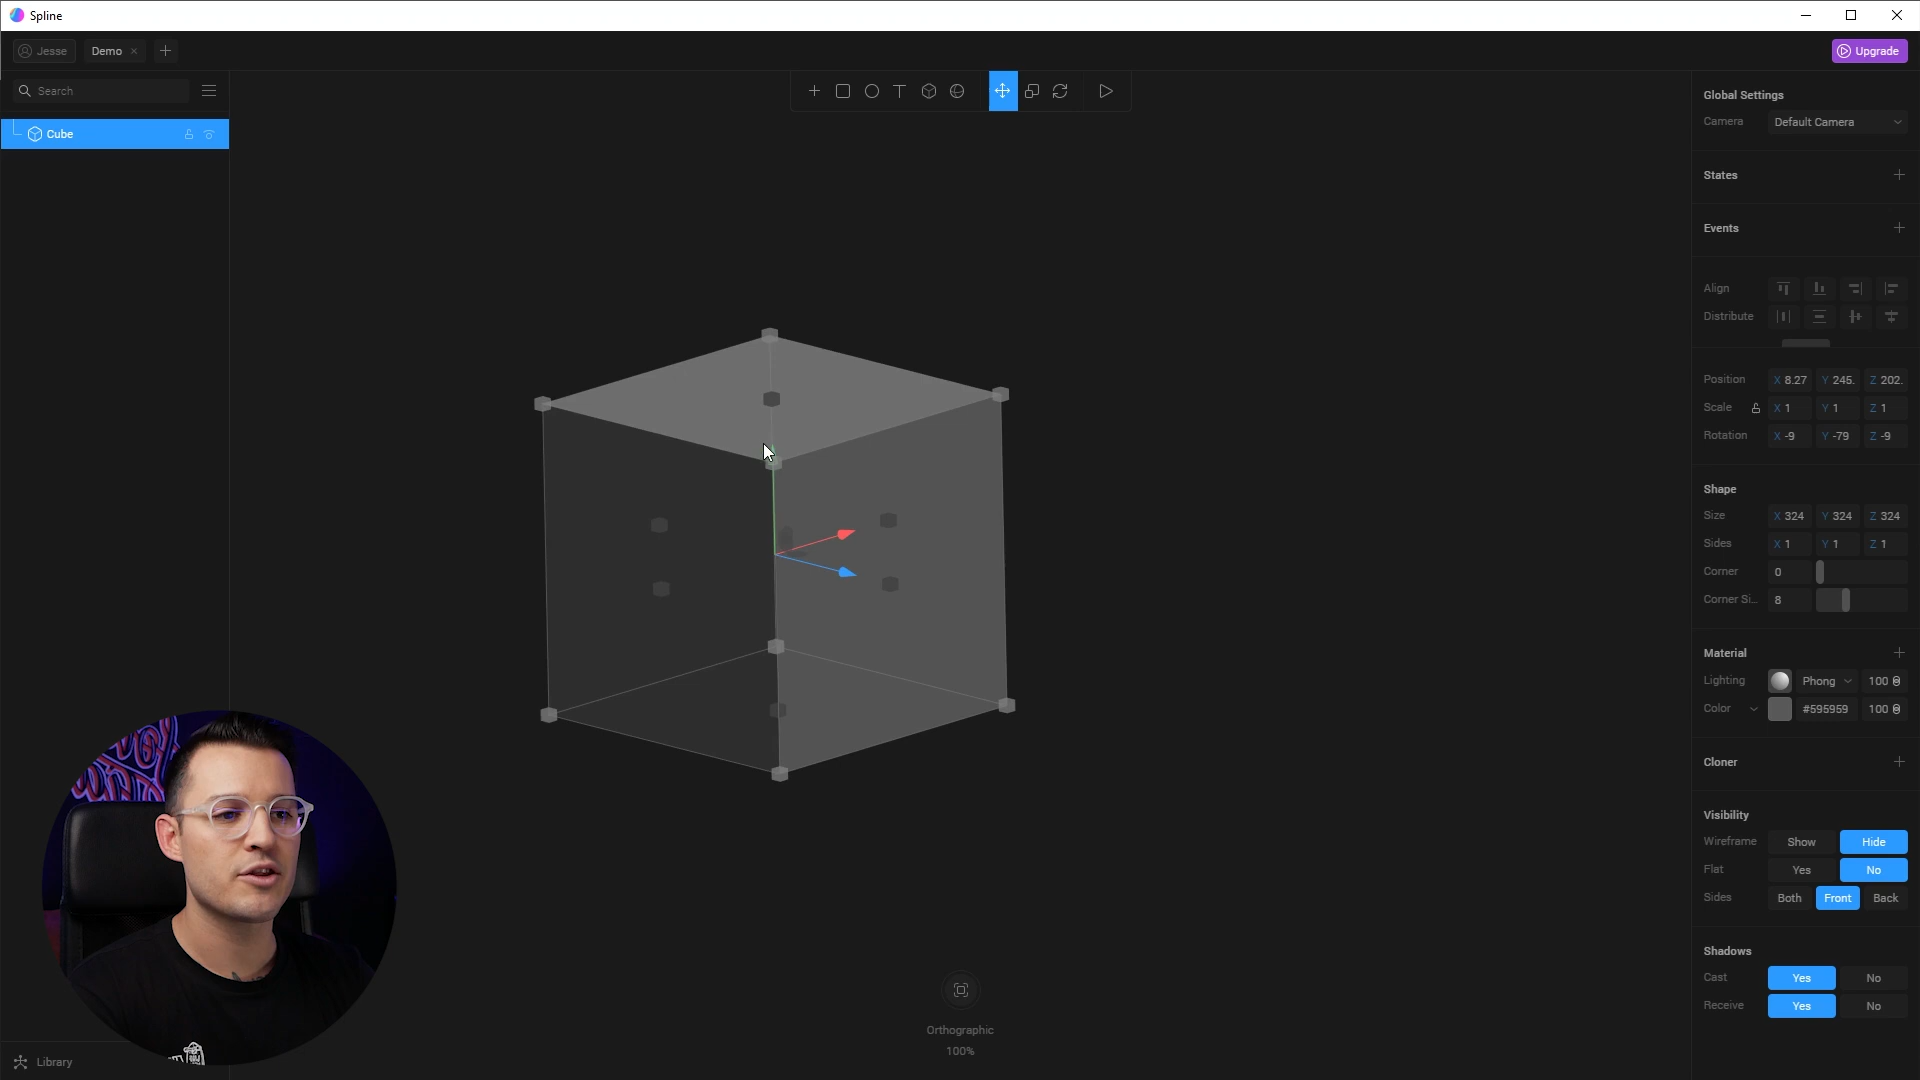 Spline
Jesse
Demo
Upgrade
Search
Cube
Global Settings
Camera Default Camera
States
Events
Align
Distribute
Position X 8.27 Y 245. Z 202.
Scale X 1 Y 1 Z 1
Rotation X -9 Y -79 Z -9
Shape
Size X 324 Y 324 Z 324
Sides X 1 Y 1 Z 1
Corner 0
Corner Si... 8
Material
Lighting Phong 100
Color #595959 100
Cloner
Visibility
Wireframe Show Hide
Flat Yes No
Sides Both Front Back
Shadows
Cast Yes No
Receive Yes No
Orthographic
100%
Library